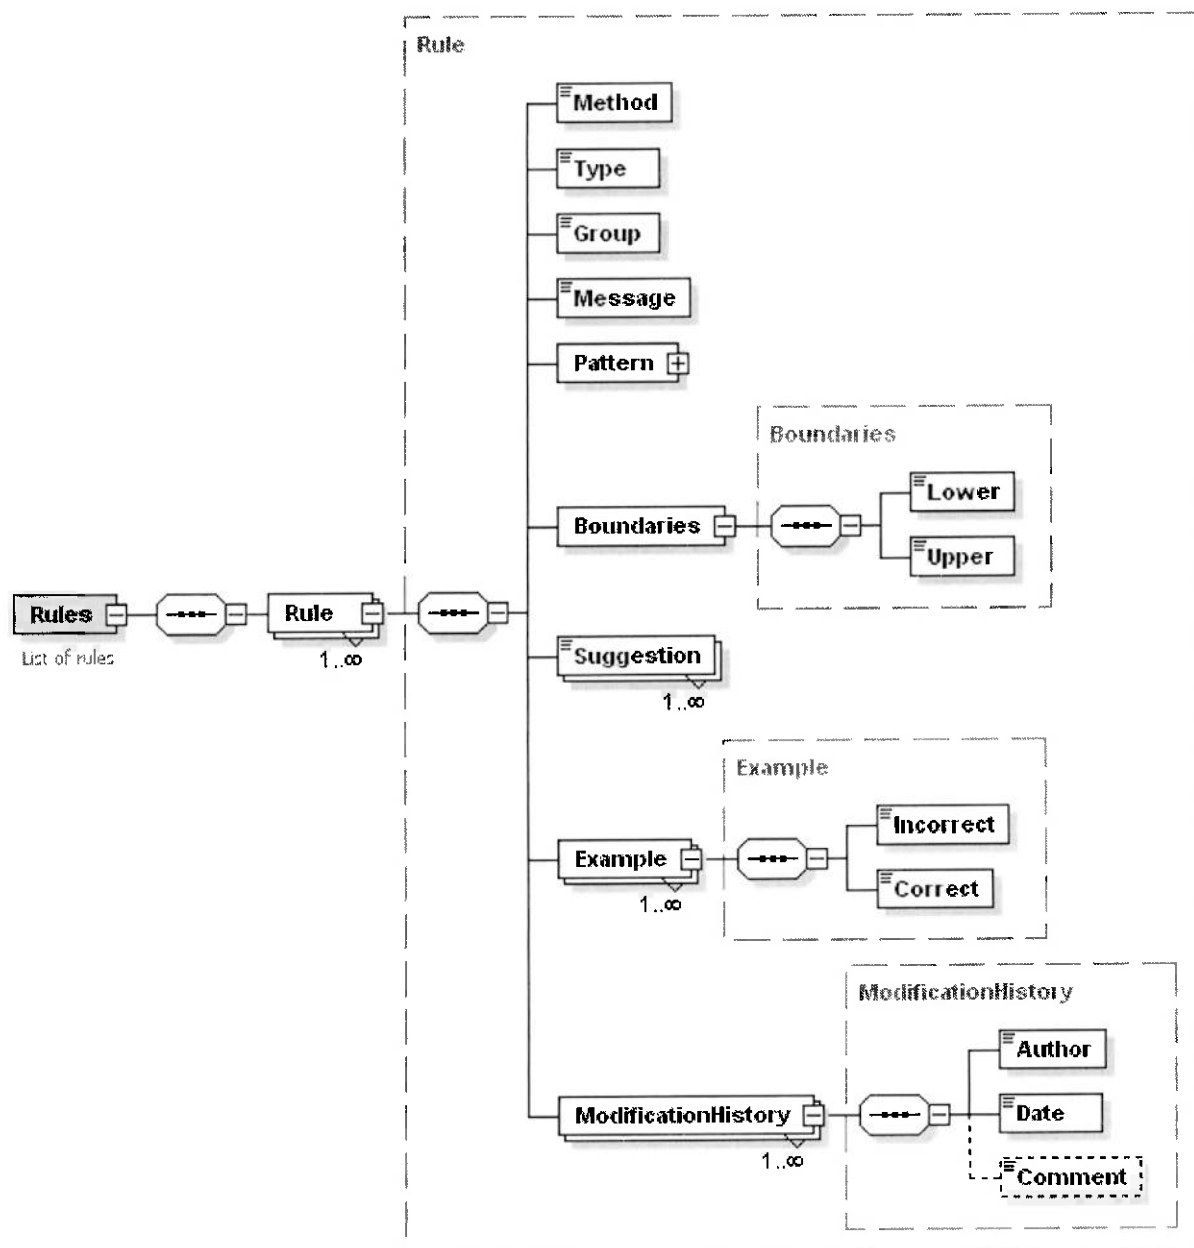 Rule
Method
Type
Group
Message
Pattern
Boundaries
Lower
Boundaries
Upper
Rules
Rule
List of rules
1..∞
Suggestion
1..∞
Example
Incorrect
Example
Correct
1..∞
ModificationHistory
Author
ModificationHistory
Date
1..∞
Comment